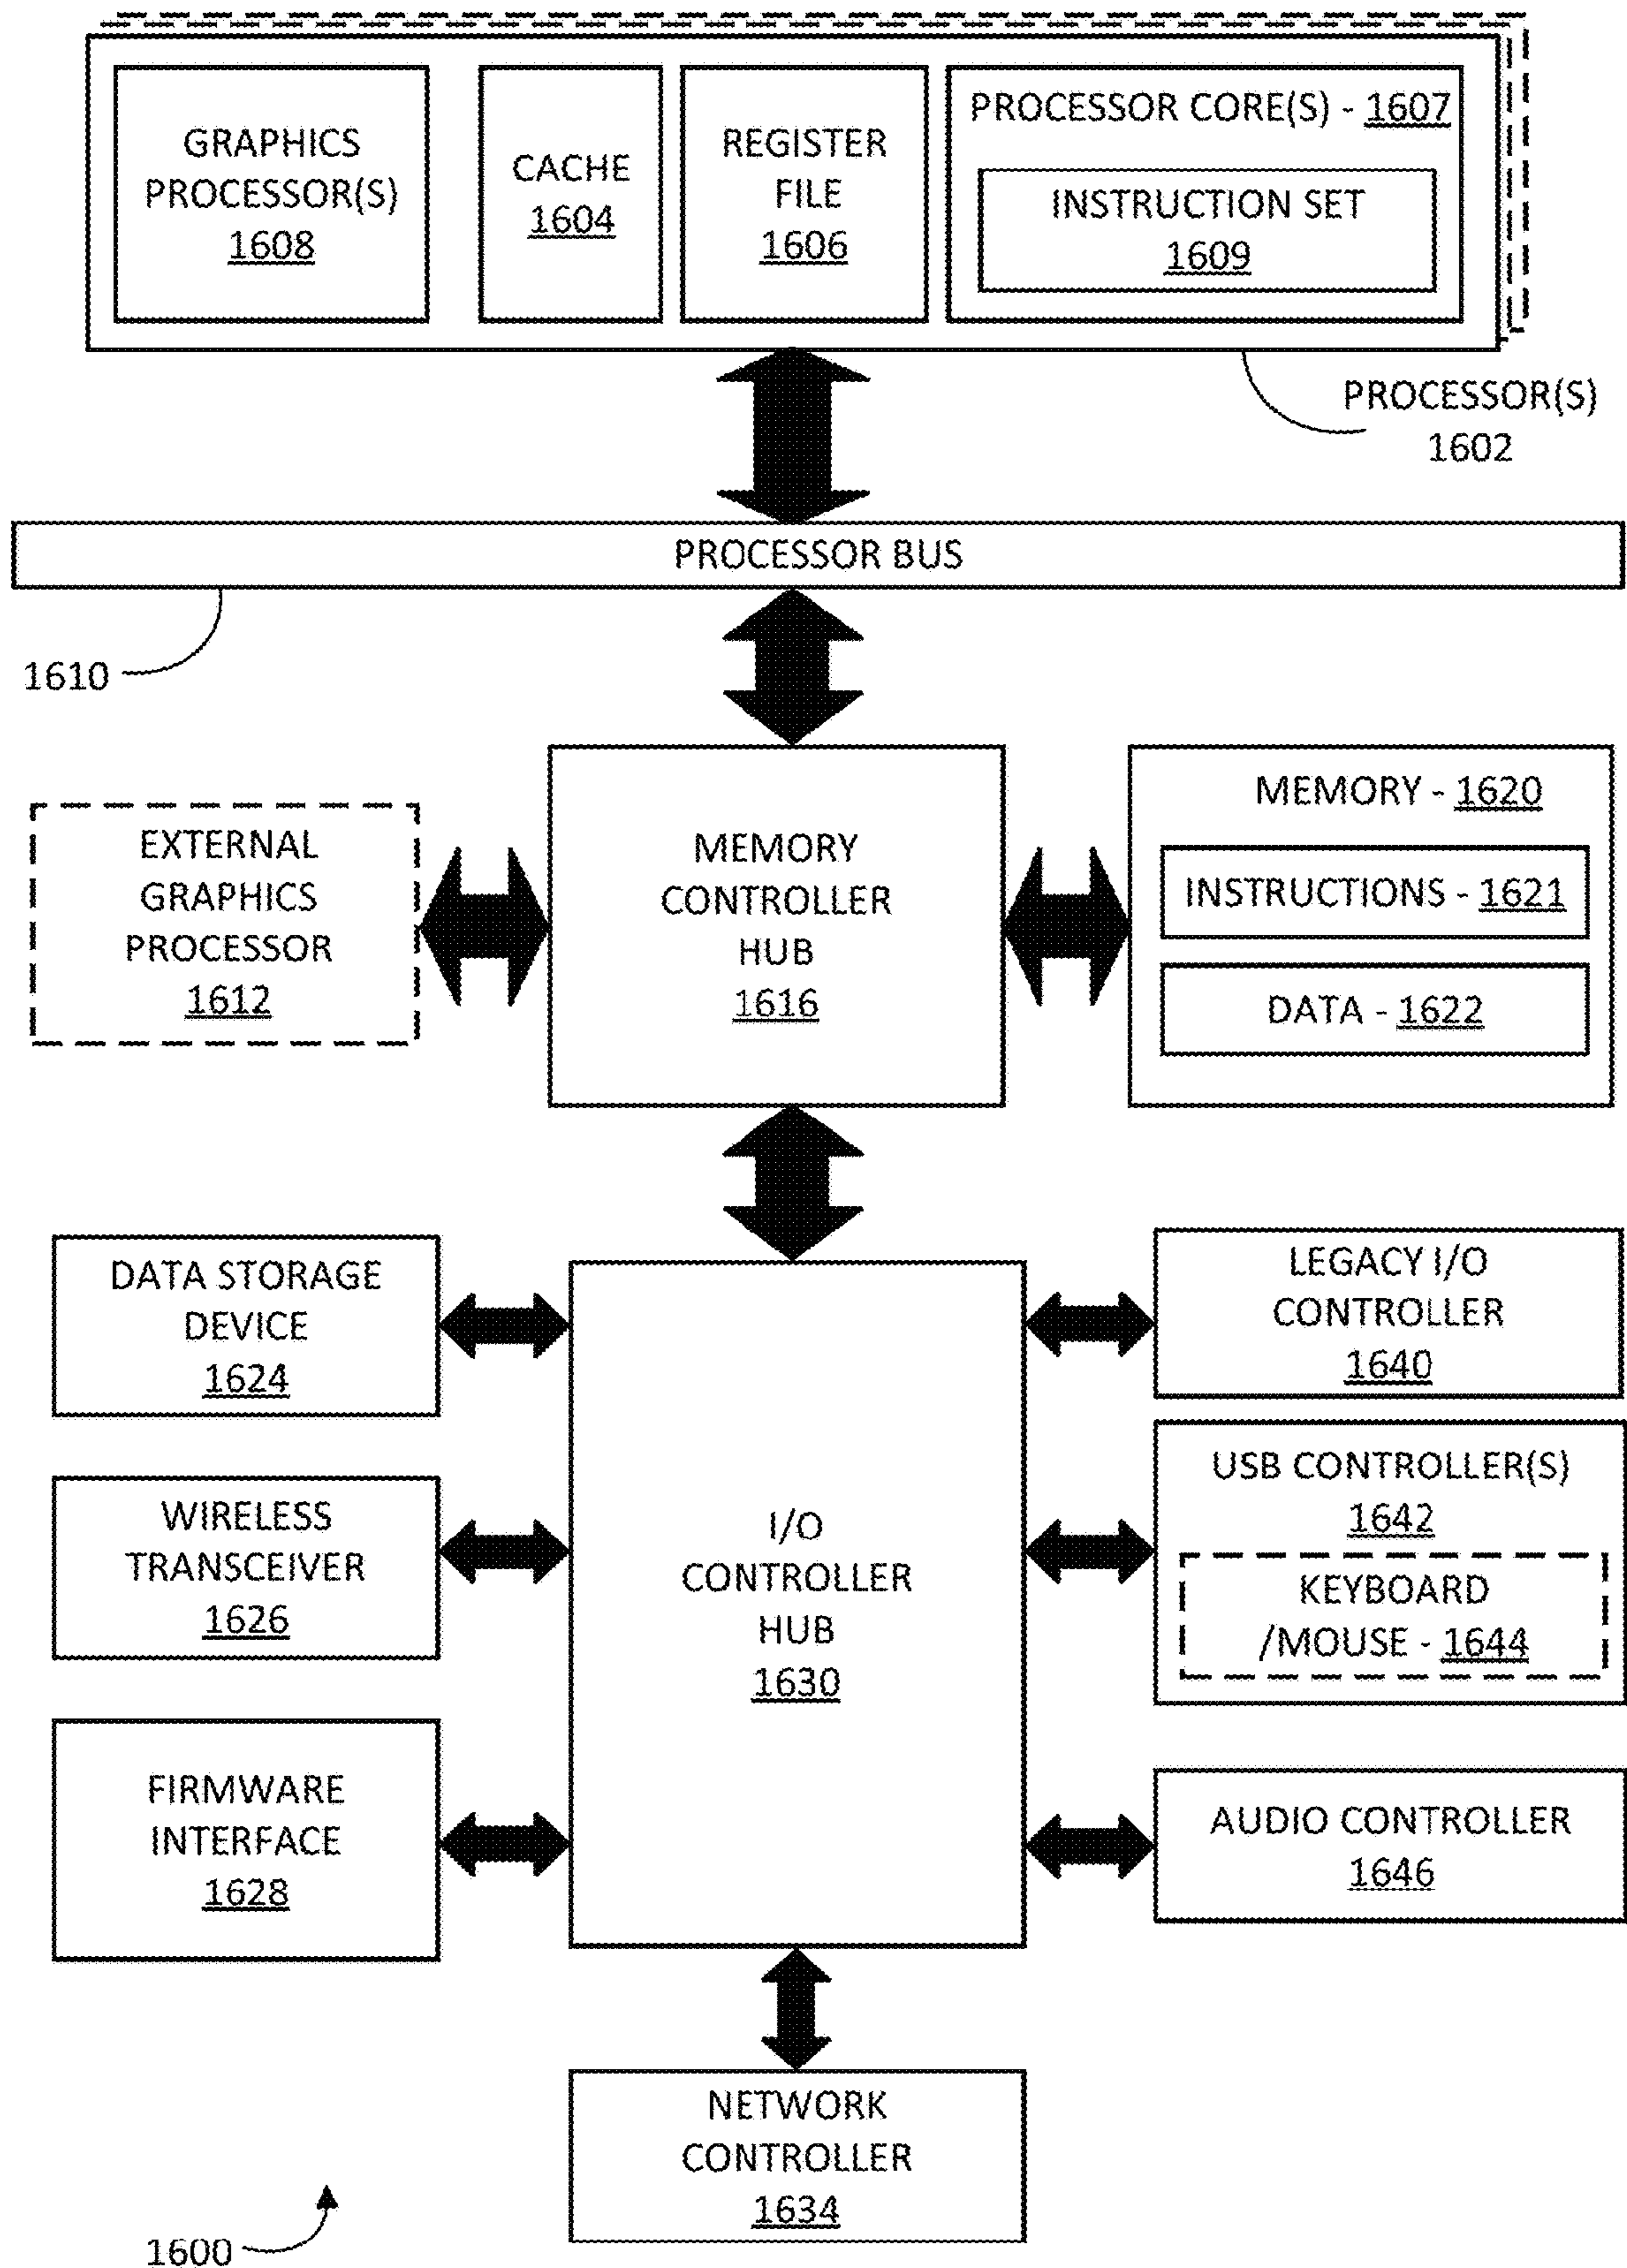 GRAPHICS
PROCESSOR(S)
1608
CACHE
1604
REGISTER
FILE
1606
PROCESSOR CORE(S) - 1607
INSTRUCTION SET
1609
PROCESSOR(S)
1602
PROCESSOR BUS
1610
EXTERNAL
GRAPHICS
PROCESSOR
1612
MEMORY
CONTROLLER
HUB
1616
MEMORY - 1620
INSTRUCTIONS - 1621
DATA - 1622
DATA STORAGE
DEVICE
1624
WIRELESS
TRANSCEIVER
1626
FIRMWARE
INTERFACE
1628
I/O
CONTROLLER
HUB
1630
LEGACY I/O
CONTROLLER
1640
USB CONTROLLER(S)
1642
KEYBOARD
/MOUSE - 1644
AUDIO CONTROLLER
1646
NETWORK
CONTROLLER
1634
1600